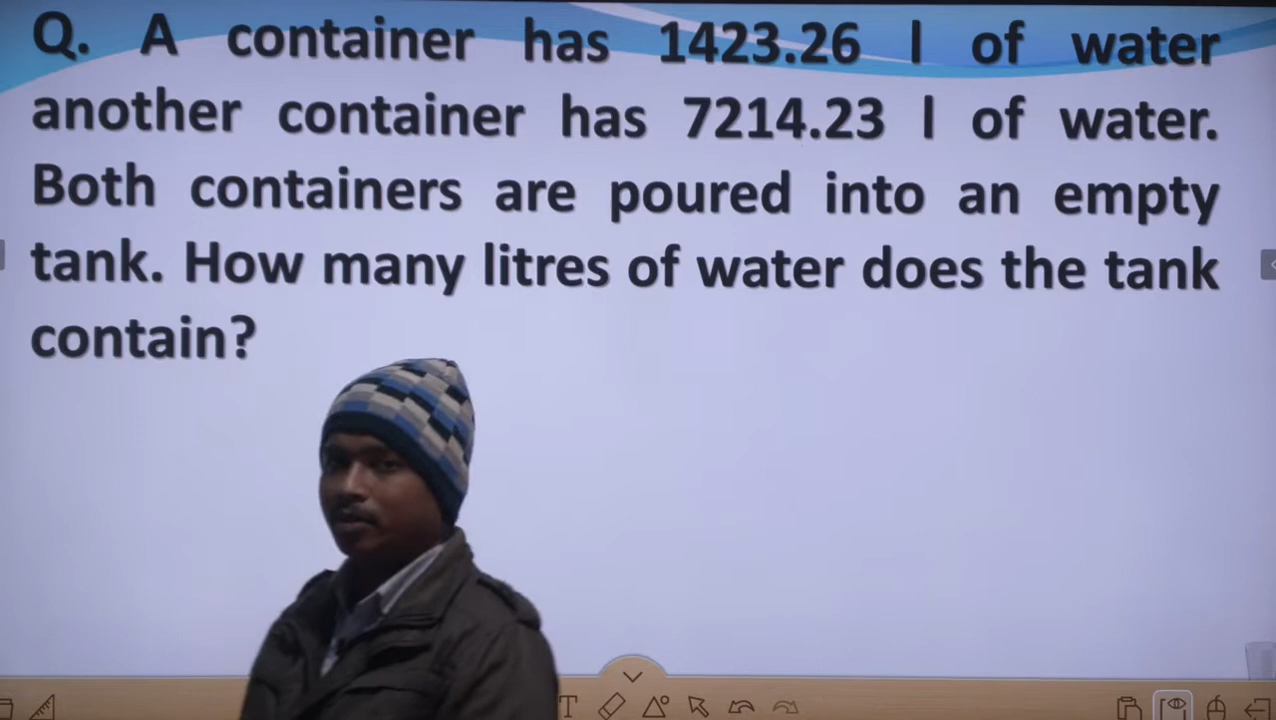 Q. A container has 1423.26 l of water
another container has 7214.23 l of water.
Both containers are poured into an empty
tank. How many litres of water does the tank
contain?
T